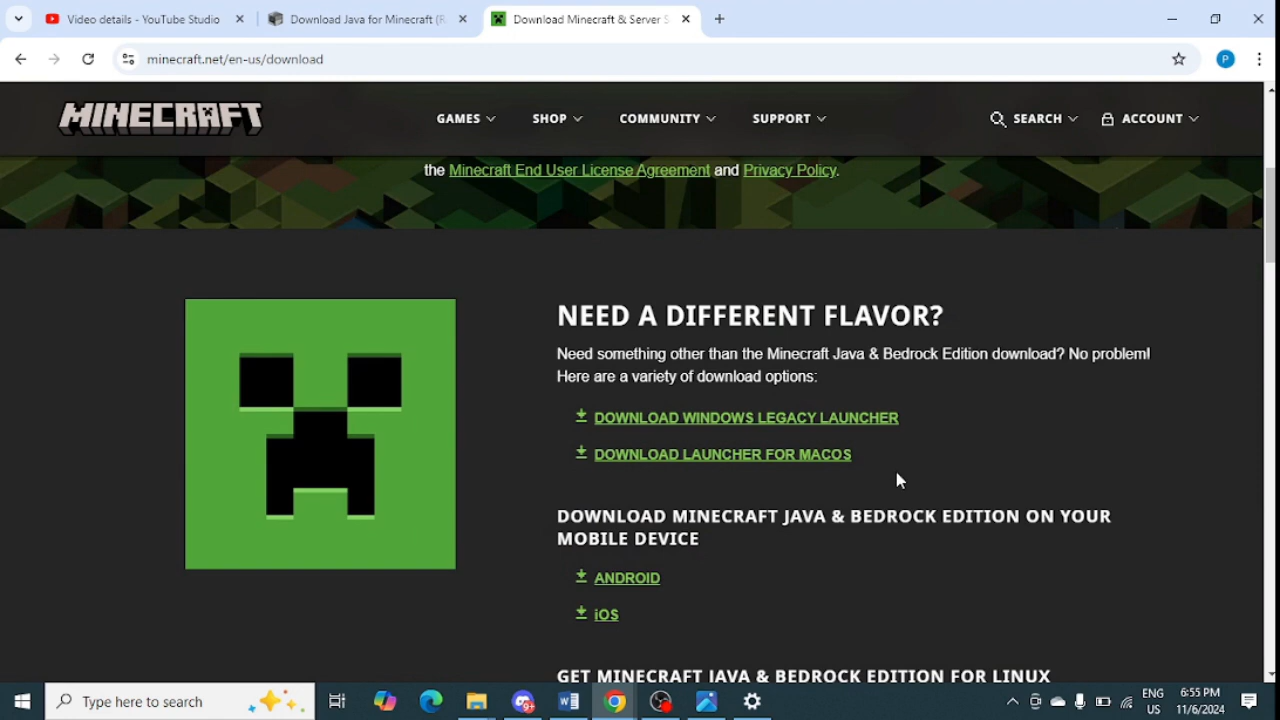 Video details - YouTube Studio
Download Java for Minecraft (R
Download Minecraft & Server S
minecraft.net/en-us/download
P
MINECRAFT
GAMES
SHOP
COMMUNITY
SUPPORT
SEARCH
ACCOUNT
the Minecraft End User License Agreement and Privacy Policy.
NEED A DIFFERENT FLAVOR?
Need something other than the Minecraft Java & Bedrock Edition download? No problem!
Here are a variety of download options:
DOWNLOAD WINDOWS LEGACY LAUNCHER
DOWNLOAD LAUNCHER FOR MACOS
DOWNLOAD MINECRAFT JAVA & BEDROCK EDITION ON YOUR
MOBILE DEVICE
ANDROID
iOS
GET MINECRAFT JAVA & BEDROCK EDITION FOR LINUX
Type here to search
9+
W
ENG
US
6:55 PM
11/6/2024